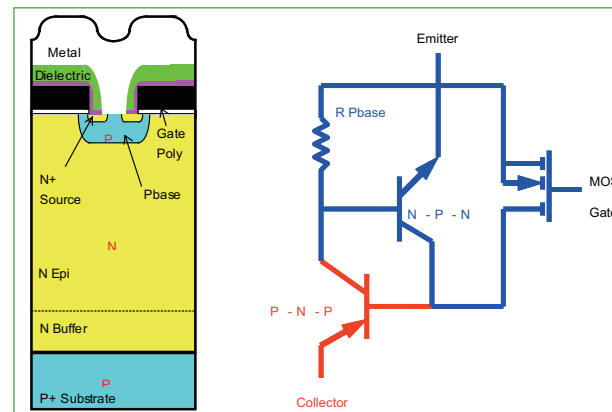 Metal
Dielectric
P
Gate
Poly
N+
Source
Pbase
N
N Epi
N Buffer
P
P+ Substrate
Emitter
R Pbase
MOS
Gate
N - P - N
P - N - P
Collector